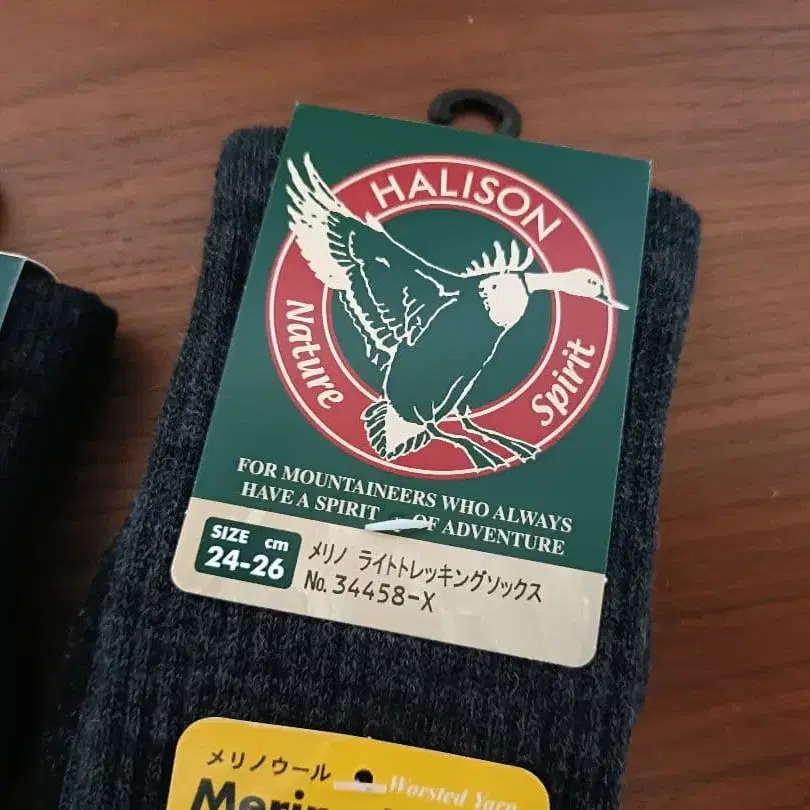 HALISON
Nature
Spirit
FOR MOUNTAINEERS WHO ALWAYS
HAVE A SPIRIT OF ADVENTURE
SIZE cm
24-26
メリノ ライトトレッキングソックス
No. 34458-X
メリノウール
Worsted Yarn